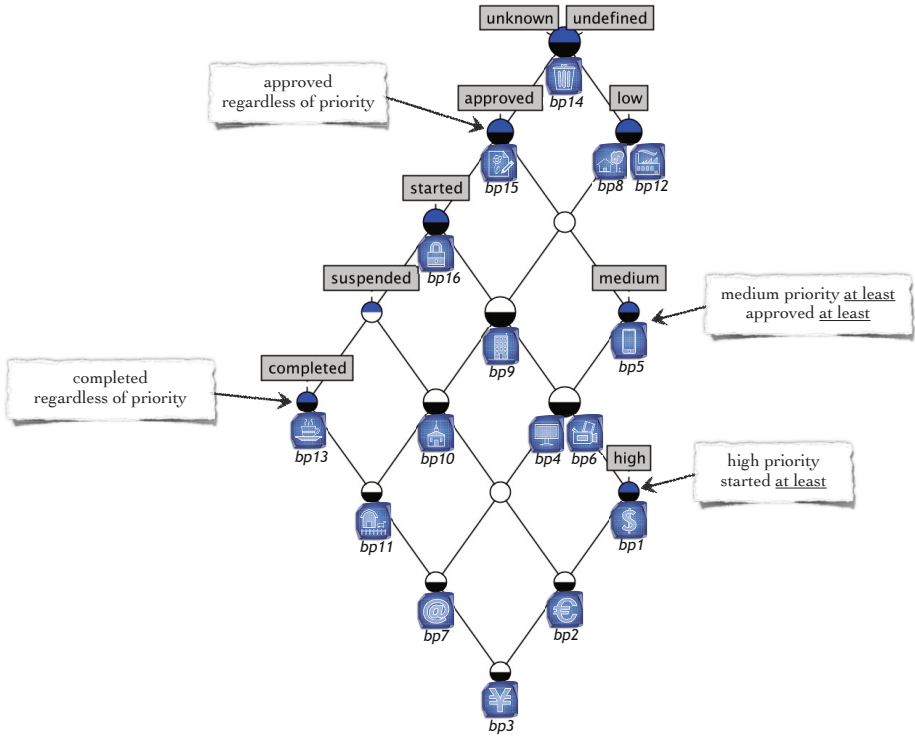 unknown
undefined
bp14
approved
regardless of priority
approved
low
bp15
bp8
bp12
started
bp16
suspended
medium
medium priority at least
approved at least
bp9
bp5
completed
regardless of priority
completed
bp13
bp10
bp4
bp6
high
high priority
started at least
bp11
$
bp1
@
bp7
€
bp2
¥
bp3